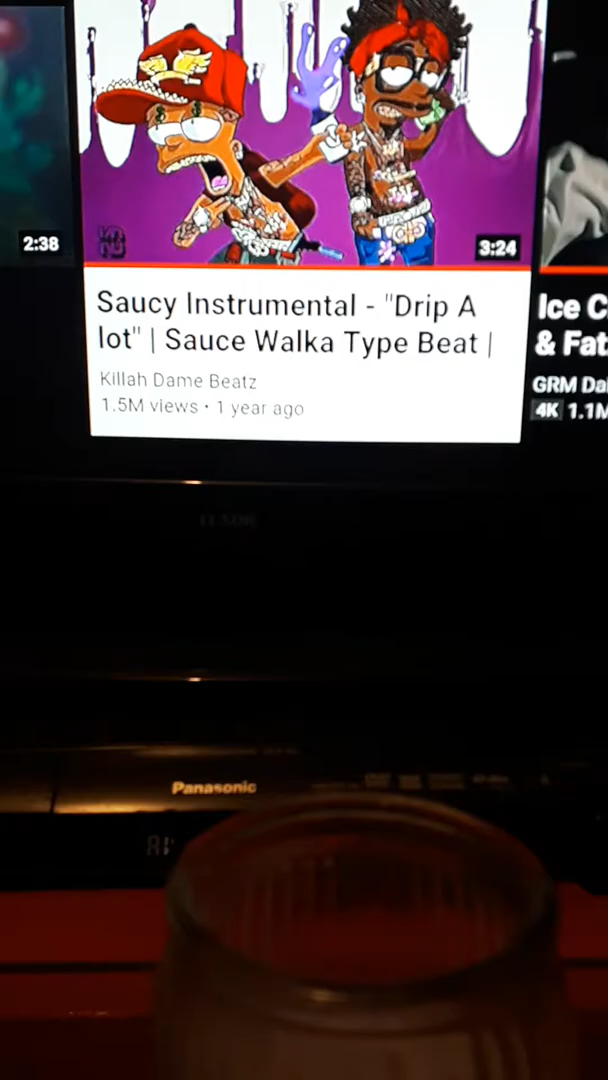 2:38
3:24
Saucy Instrumental - "Drip A
lot" | Sauce Walka Type Beat |
Killah Dame Beatz
1.5M views • 1 year ago
Ice C
& Fat
GRM Da
4K 1.1M
Panasonic